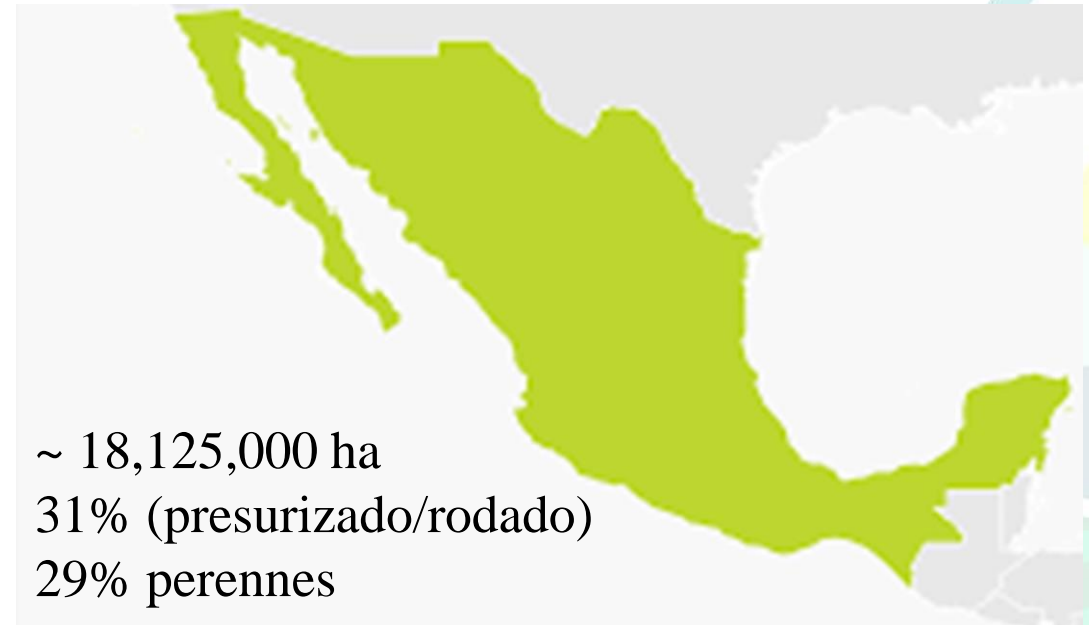 ~ 18,125,000 ha
31% (presurizado/rodado)
29% perennes